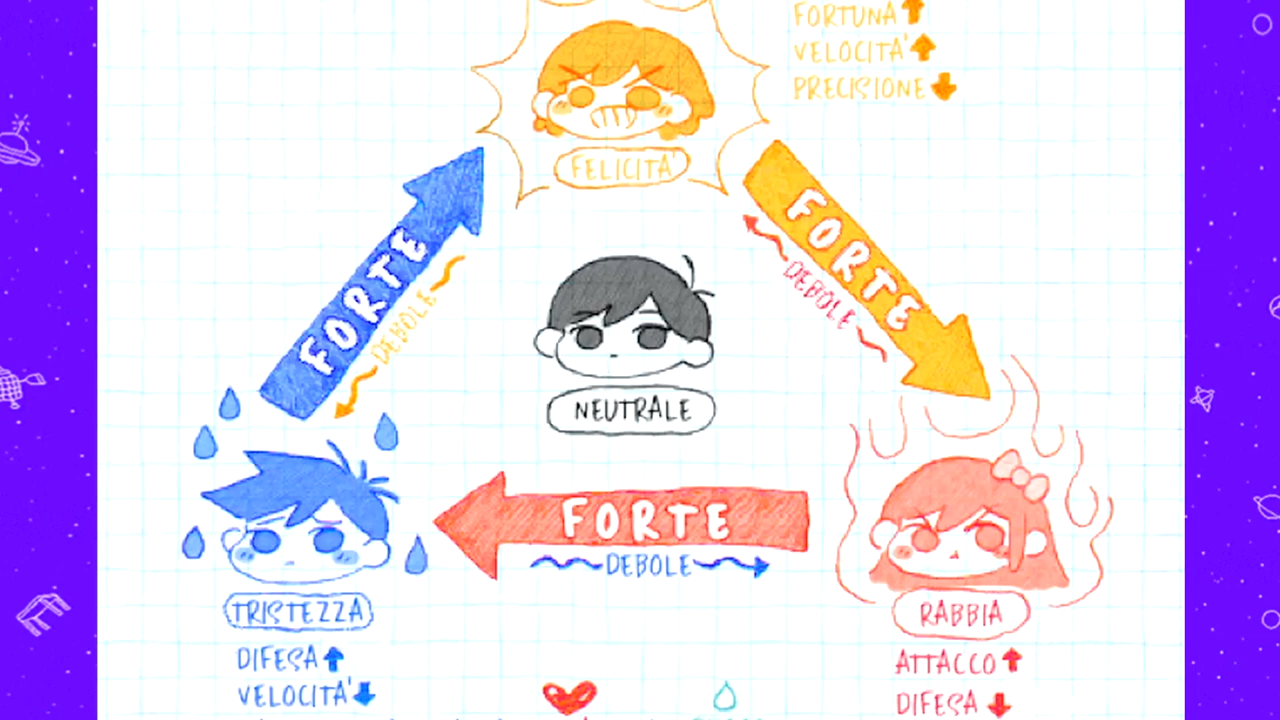 FORTUNA
VELOCITA'
PRECISIONE
FELICITA'
FORTE
DEBOLE
FORTE
DEBOLE
NEUTRALE
FORTE
DEBOLE
TRISTEZZA
DIFESA
VELOCITA'
RABBIA
ATTACCO
DIFESA